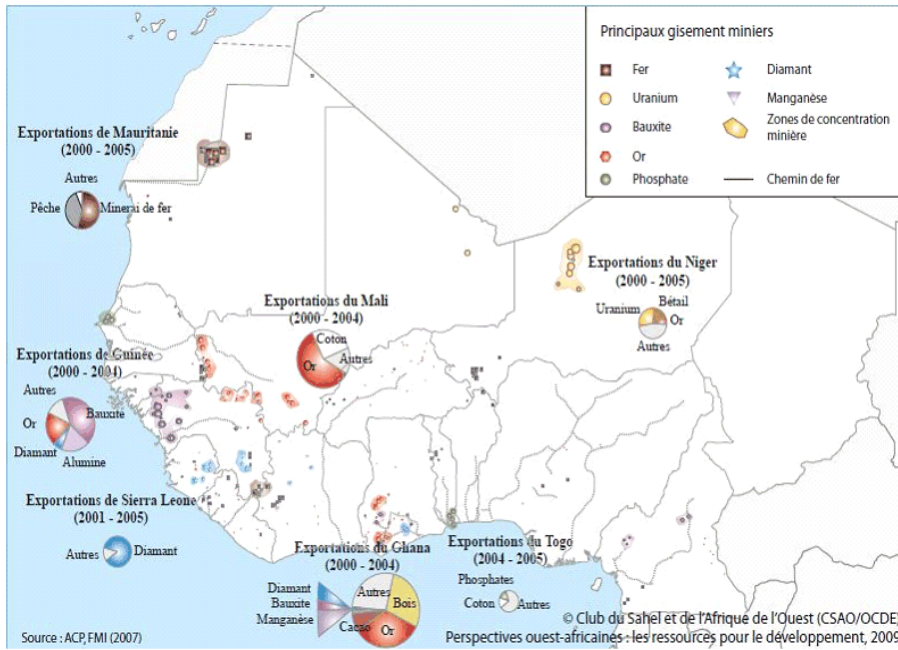 Principaux gisement miniers
Fer
Diamant
Uranium
Manganèse
Bauxite
Zones de concentration
minière
Or
Phosphate
Chemin de fer
Exportations de Mauritanie
(2000 - 2005)
Autres
Pêche
Minerai de fer
Exportations du Niger
(2000 - 2005)
Uranium
Bétail
Or
Autres
Exportations du Mali
(2000 - 2004)
Coton
Autres
Or
Exportations de Guinée
(2000 - 2004)
Autres
Bauxite
Or
Diamant
Alumine
Exportations de Sierra Leone
(2001 - 2005)
Autres
Diamant
Exportations du Ghana
(2000 - 2004)
Diamant
Bauxite
Manganèse
Autres
Bois
Cacao
Or
Exportations du Togo
(2004 - 2005)
Phosphates
Coton
Autres
© Club du Sahel et de l'Afrique de l'Ouest (CSAO/OCDE)
Source : ACP, FMI (2007)
Perspectives ouest-africaines : les ressources pour le développement, 2009